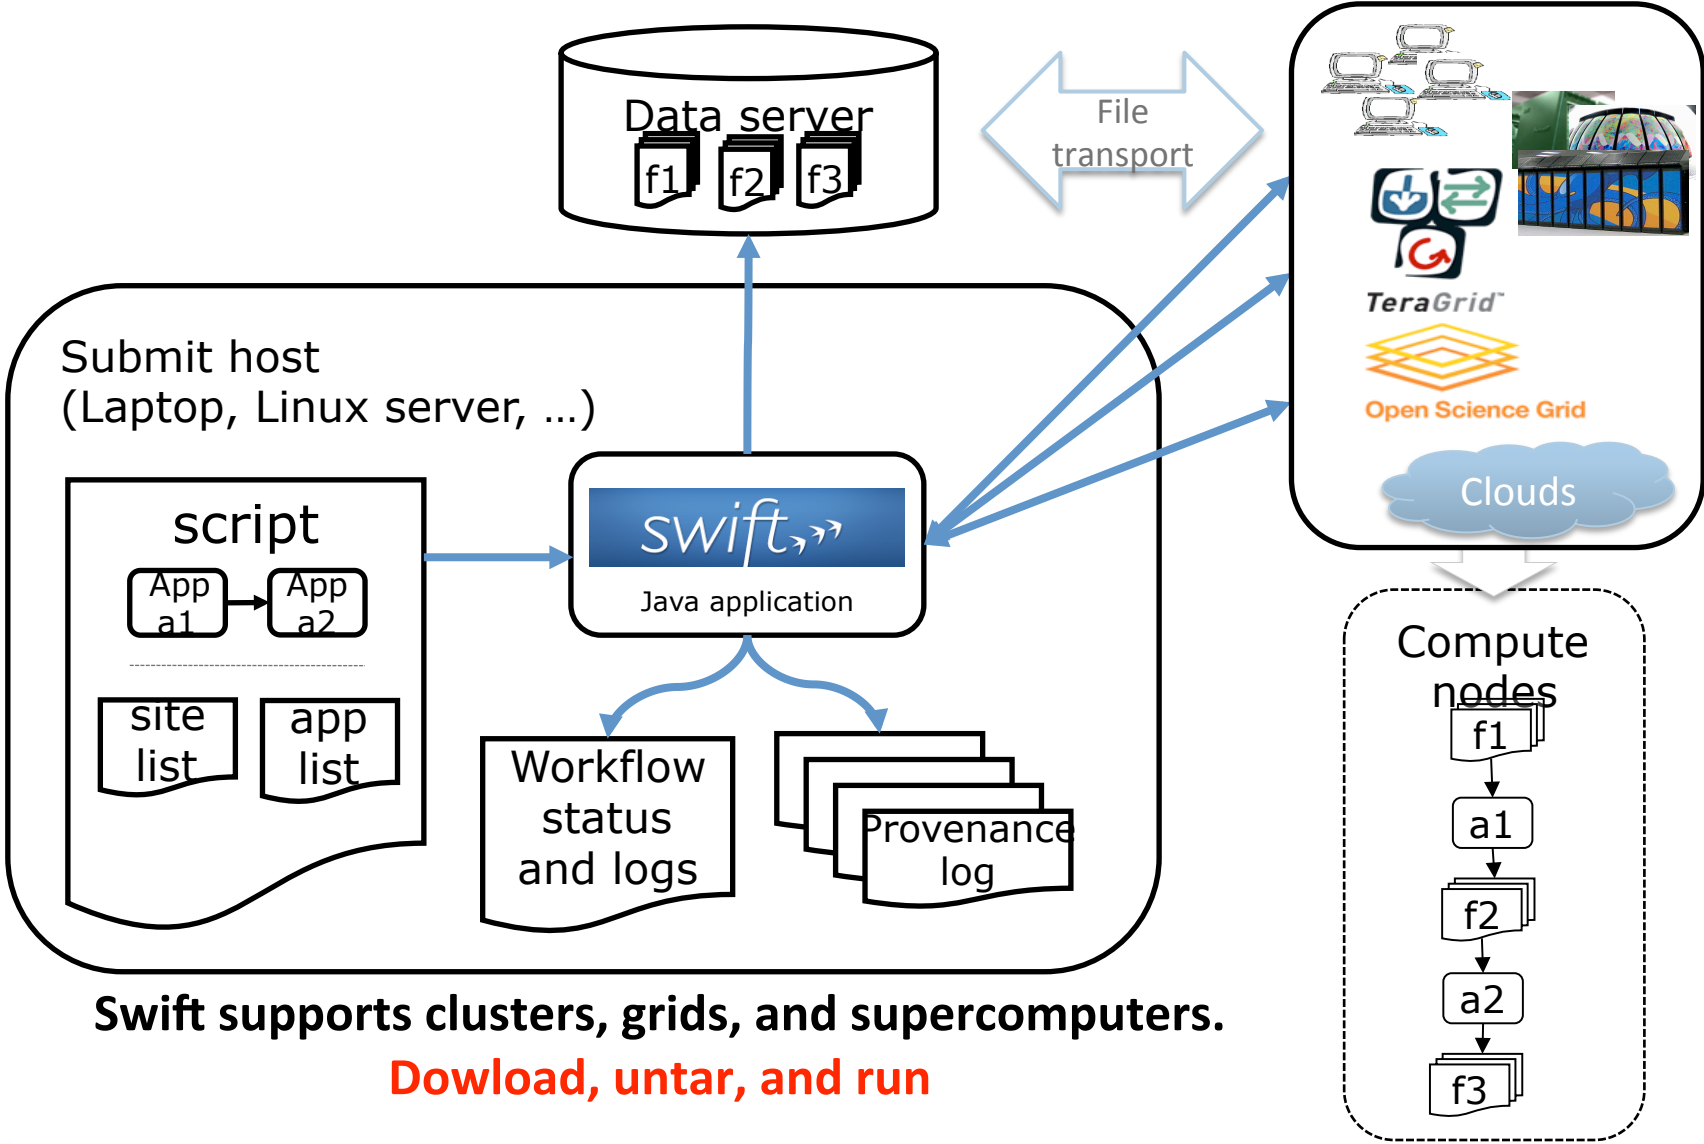 Data server
f1
f2
f3
File
transport
TeraGrid™
Open Science Grid
Clouds
Submit host
(Laptop, Linux server, ...)
script
App
a1
App
a2
site
list
app
list
swift
Java application
Workflow
status
and logs
Provenance
log
Compute
nodes
f1
a1
f2
a2
f3
Swift supports clusters, grids, and supercomputers.
Dowload, untar, and run